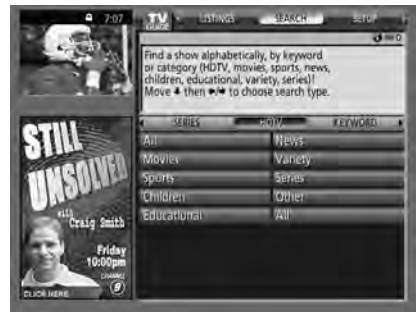 7:07
TV
GUIDE
LISTINGS
SEARCH
SETUP
Find a show alphabetically, by keyword
or category (HDTV, movies, sports, news,
children, educational, variety, series)!
Move ↓ then ←/→ to choose search type.
SERIES
HDTV
KEYWORD
All
News
Movies
Variety
Sports
Series
Children
Other
Educational
All
STILL
UNSOLVED
with
Craig Smith
Friday
10:00pm
CHANNEL
9
CLICK HERE